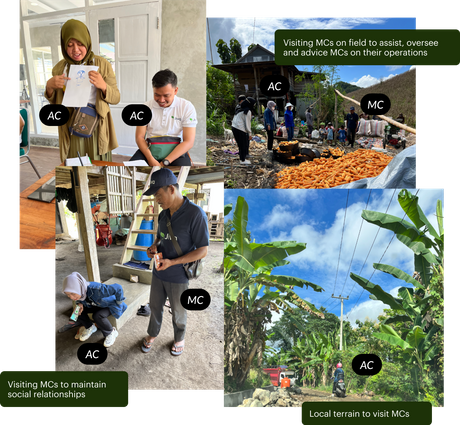 Visiting MCs on field to assist, oversee
and advice MCs on their operations
AC
AC
AC
MC
MC
AC
AC
Visiting MCs to maintain
social relationships
Local terrain to visit MCs